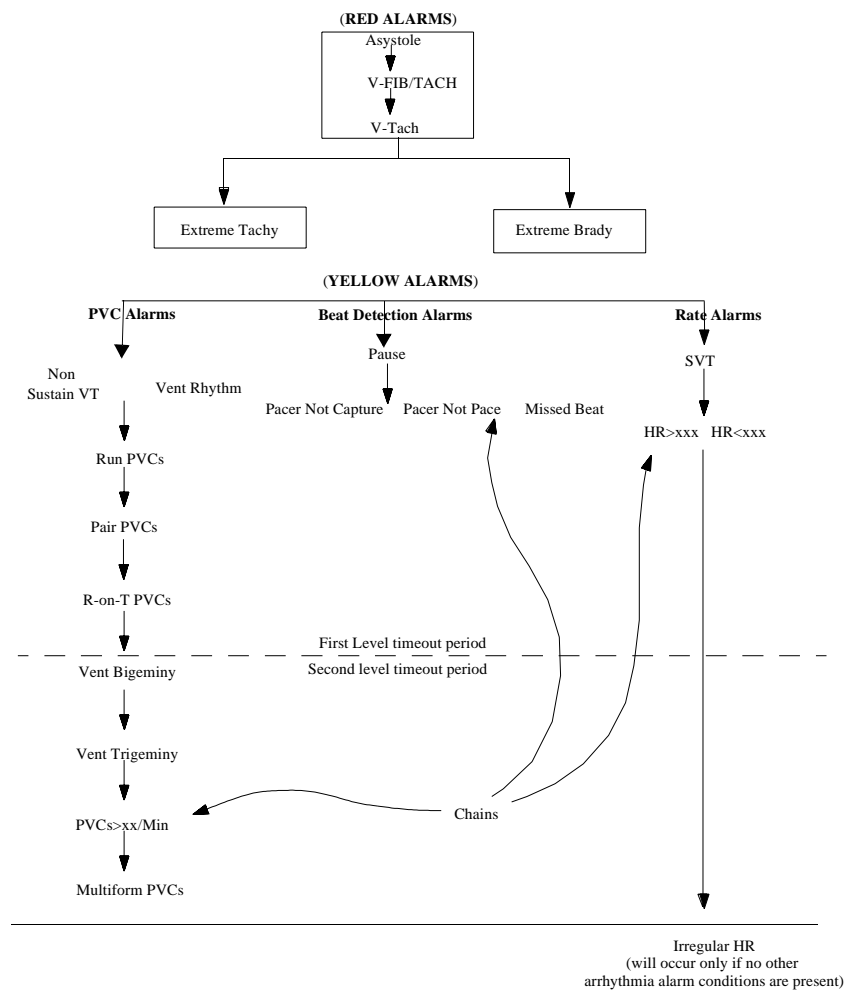 (RED ALARMS)
Asystole
V-FIB/TACH
V-Tach
Extreme Tachy
Extreme Brady
(YELLOW ALARMS)
PVC Alarms
Beat Detection Alarms
Rate Alarms
Pause
SVT
Non
Sustain VT
Vent Rhythm
Pacer Not Capture
Pacer Not Pace
Missed Beat
HR>xxx
HR<xxx
Run PVCs
Pair PVCs
R-on-T PVCs
First Level timeout period
Second level timeout period
Vent Bigeminy
Vent Trigeminy
Chains
PVCs>xx/Min
Multiform PVCs
Irregular HR
(will occur only if no other
arrhythmia alarm conditions are present)